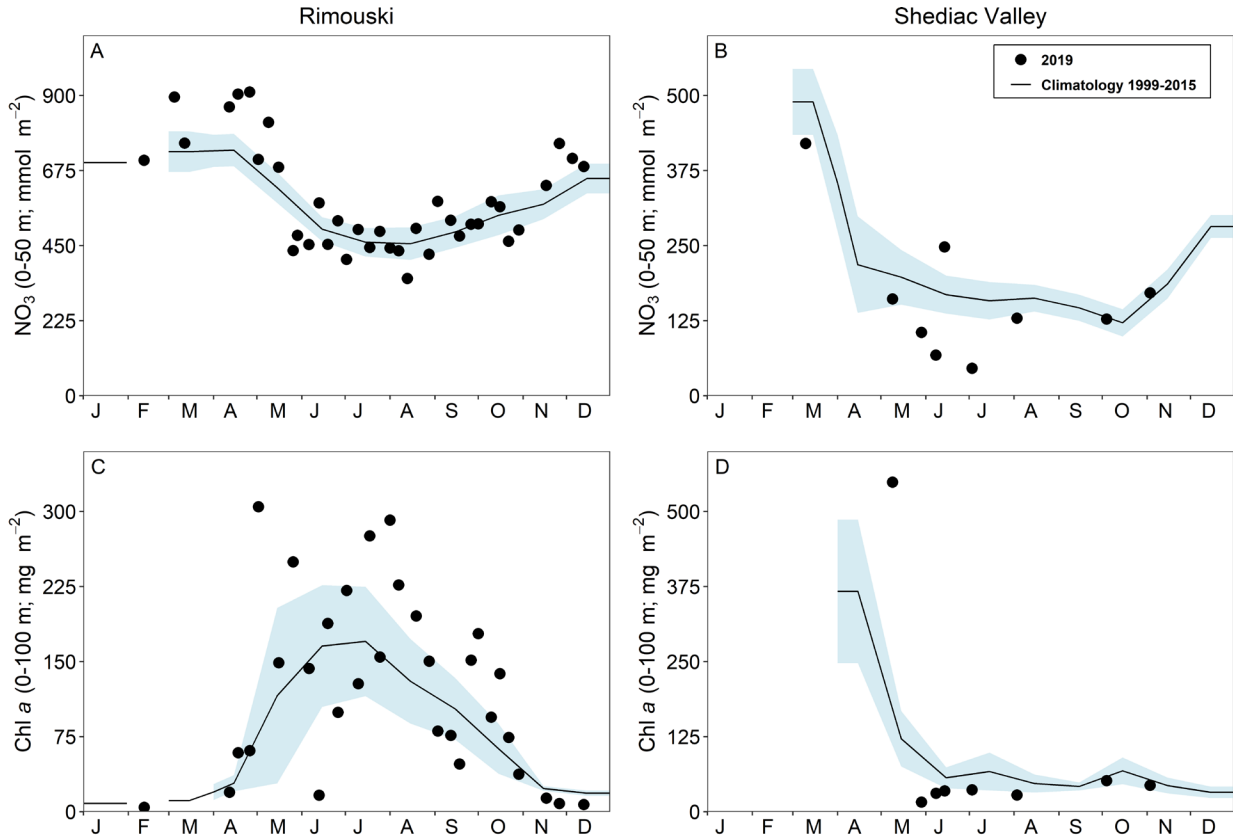 Rimouski
Shediac Valley
A
NO3 (0-50 m; mmol m−2)
900
675
450
225
0
J F M A M J J A S O N D
B
2019
Climatology 1999-2015
NO3 (0-50 m; mmol m−2)
500
375
250
125
0
J F M A M J J A S O N D
C
Chl a (0-100 m; mg m−2)
300
225
150
75
0
J F M A M J J A S O N D
D
Chl a (0-100 m; mg m−2)
500
375
250
125
0
J F M A M J J A S O N D